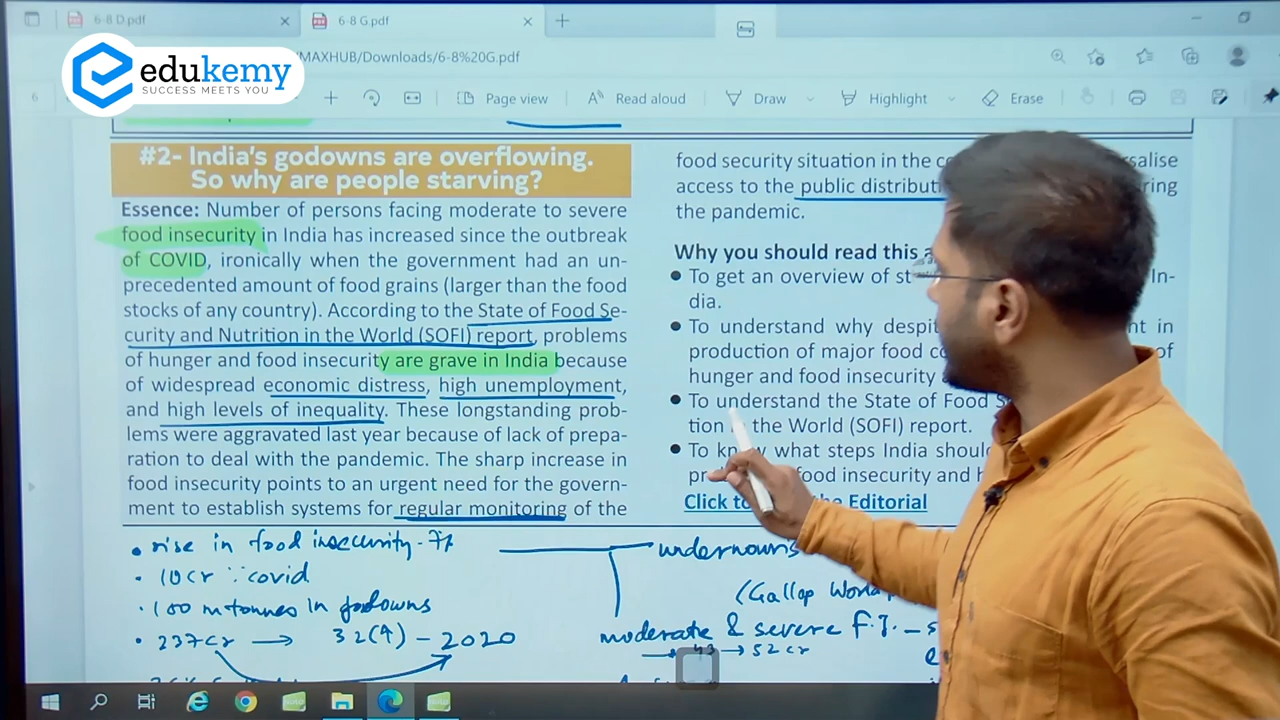 6-8 D.pdf
6-8 G.pdf
/MAXHUB/Downloads/6-8%20G.pdf
edukemy
SUCCESS MEETS YOU
6
Page view
Read aloud
Draw
Highlight
Erase
#2- India's godowns are overflowing.
So why are people starving?
Essence: Number of persons facing moderate to severe
food insecurity in India has increased since the outbreak
of COVID, ironically when the government had an un-
precedented amount of food grains (larger than the food
stocks of any country). According to the State of Food Se-
curity and Nutrition in the World (SOFI) report, problems
of hunger and food insecurity are grave in India because
of widespread economic distress, high unemployment,
and high levels of inequality. These longstanding prob-
lems were aggravated last year because of lack of prepa-
ration to deal with the pandemic. The sharp increase in
food insecurity points to an urgent need for the govern-
ment to establish systems for regular monitoring of the
food security situation in the
access to the public
the pandemic.
Why you should read this
To get an overview of In-
dia.
To understand why in
production of major food of
hunger and food insecurity
To understand the State of Food
the World (SOFI) report.
To what steps India
food insecurity and
Click the Editorial
rise in food insecurity - 
10cr ∵ covid
100 m tonnes in godowns
237cr → 32(4) - 2020
(Gallop
moderate & severe f.I. -
43 → 52 cr